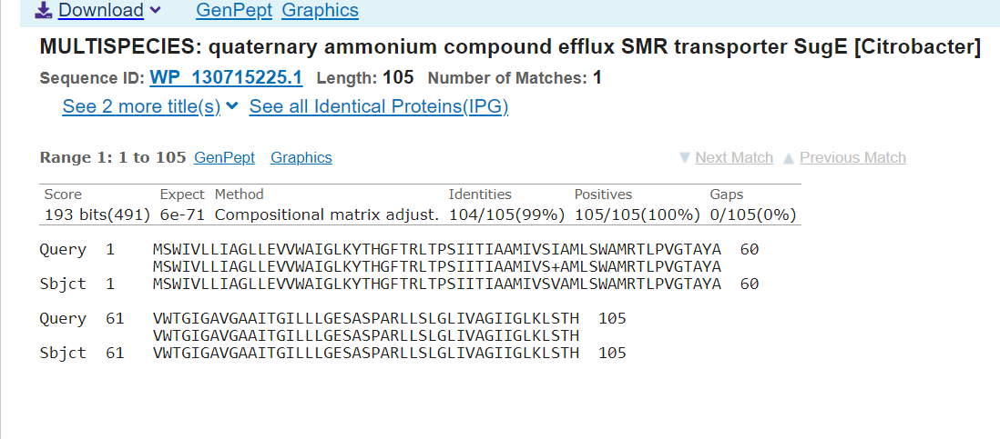 Download GenPept Graphics
MULTISPECIES: quaternary ammonium compound efflux SMR transporter SugE [Citrobacter]
Sequence ID: WP_130715225.1 Length: 105 Number of Matches: 1
See 2 more title(s) See all Identical Proteins(IPG)
Range 1: 1 to 105 GenPept Graphics ▼ Next Match ▲ Previous Match
Score Expect Method Identities Positives Gaps
193 bits(491) 6e-71 Compositional matrix adjust. 104/105(99%) 105/105(100%) 0/105(0%)
Query 1 MSWIVLLIAGLLEVVWAIGLKYTHGFTRLTPSIITIAAMIVSIAMLSWAMRTLPVGTAYA 60
MSWIVLLIAGLLEVVWAIGLKYTHGFTRLTPSIITIAAMIVS+AMLSWAMRTLPVGTAYA
Sbjct 1 MSWIVLLIAGLLEVVWAIGLKYTHGFTRLTPSIITIAAMIVSVAMLSWAMRTLPVGTAYA 60
Query 61 VWTGIGAVGAAITGILLLGESASPARLLSLGLIVAGIIGLKLSTH 105
VWTGIGAVGAAITGILLLGESASPARLLSLGLIVAGIIGLKLSTH
Sbjct 61 VWTGIGAVGAAITGILLLGESASPARLLSLGLIVAGIIGLKLSTH 105